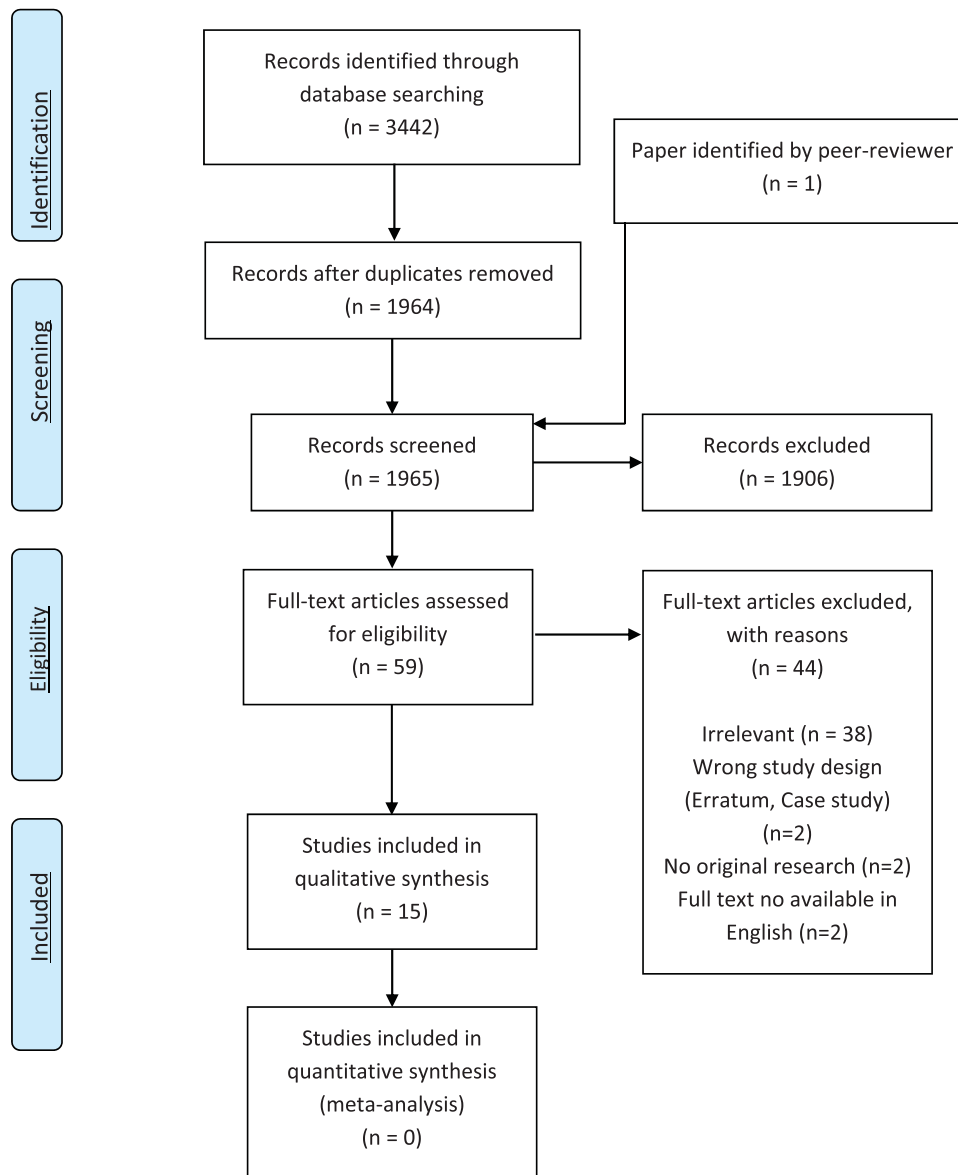 Identification
Records identified through
database searching
(n = 3442)
Paper identified by peer-reviewer
(n = 1)
Records after duplicates removed
(n = 1964)
Screening
Records screened
(n = 1965)
Records excluded
(n = 1906)
Eligibility
Full-text articles assessed
for eligibility
(n = 59)
Full-text articles excluded,
with reasons
(n = 44)
Irrelevant (n = 38)
Wrong study design
(Erratum, Case study)
(n=2)
No original research (n=2)
Full text no available in
English (n=2)
Included
Studies included in
qualitative synthesis
(n = 15)
Studies included in
quantitative synthesis
(meta-analysis)
(n = 0)